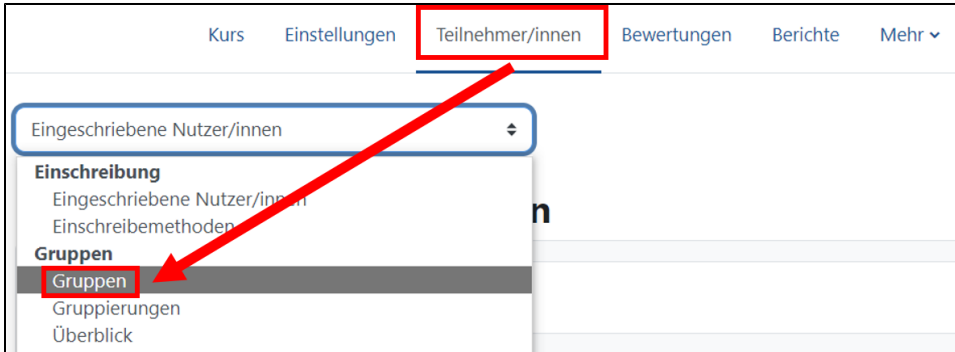 Kurs Einstellungen Teilnehmer/innen Bewertungen Berichte Mehr
Eingeschriebene Nutzer/innen
Einschreibung
Eingeschriebene Nutzer/innen
Einschreibemethoden
n
Gruppen
Gruppen
Gruppierungen
Überblick